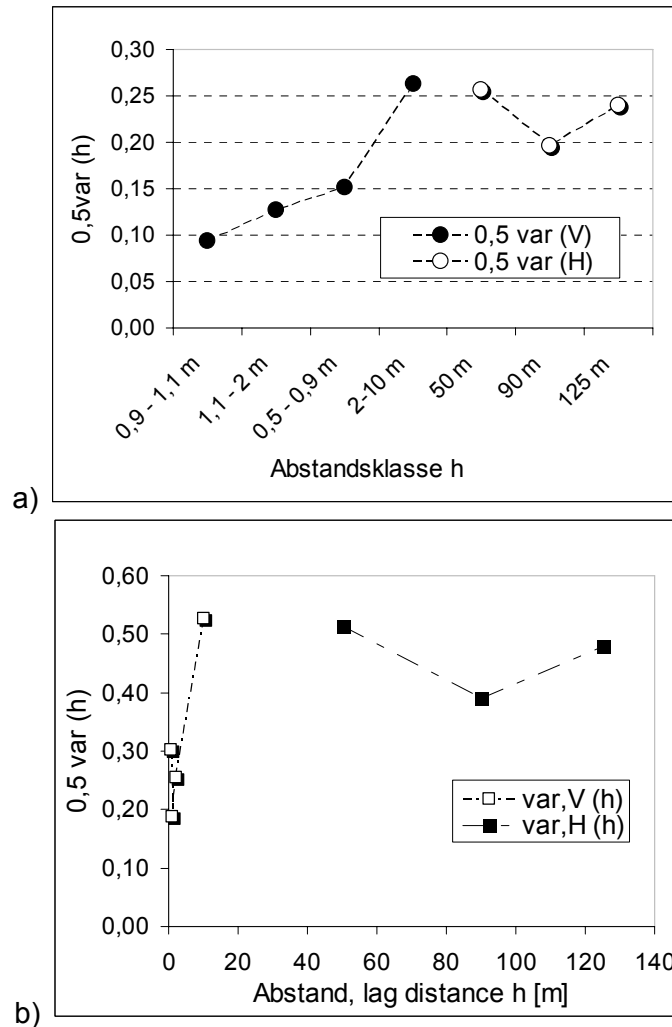 0,30
0,25
0,20
0,15
0,10
0,05
0,00
0,5var (h)
0,5 var (V)
0,5 var (H)
0,9 - 1,1 m
1,1 - 2 m
0,5 - 0,9 m
2-10 m
50 m
90 m
125 m
Abstandsklasse h
a)
0,60
0,50
0,40
0,30
0,20
0,10
0,00
0,5 var (h)
var,V (h)
var,H (h)
0 20 40 60 80 100 120 140
Abstand, lag distance h [m]
b)